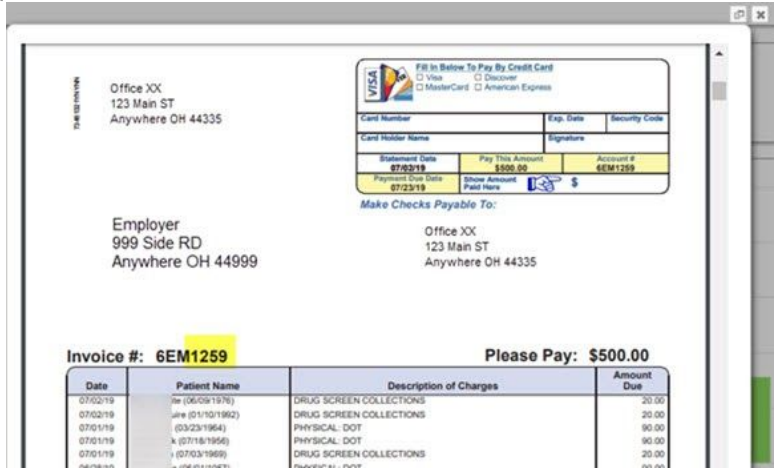 Office XX
123 Main ST
Anywhere OH 44335
VISA
Fill In Below To Pay By Credit Card
Visa Discover
MasterCard American Express
Card Number Exp. Date Security Code
Card Holder Name Signature
Statement Date Pay This Amount Account #
07/03/19 $500.00 6EM1259
Payment Due Date Show Amount Paid Here $
07/23/19
Make Checks Payable To:
Employer
999 Side RD
Anywhere OH 44999
Office XX
123 Main ST
Anywhere OH 44335
Invoice #: 6EM1259 Please Pay: $500.00
Date Patient Name Description of Charges Amount Due
07/02/19 (06/09/1976) DRUG SCREEN COLLECTIONS 20.00
07/02/19 (01/10/1992) DRUG SCREEN COLLECTIONS 20.00
07/01/19 (03/23/1964) PHYSICAL: DOT 90.00
07/01/19 k (07/18/1956) PHYSICAL: DOT 90.00
07/01/19 (07/03/1969) DRUG SCREEN COLLECTIONS 20.00